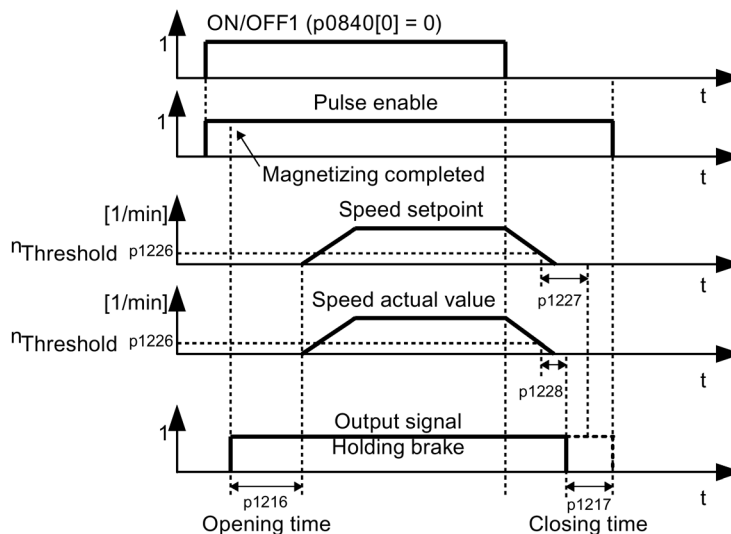 ON/OFF1 (p0840[0] = 0)
1
t
Pulse enable
1
Magnetizing completed
t
[1/min]
Speed setpoint
nThreshold p1226
p1227
t
[1/min]
Speed actual value
nThreshold p1226
p1228
t
Output signal
1
Holding brake
p1216
p1217
t
Opening time
Closing time